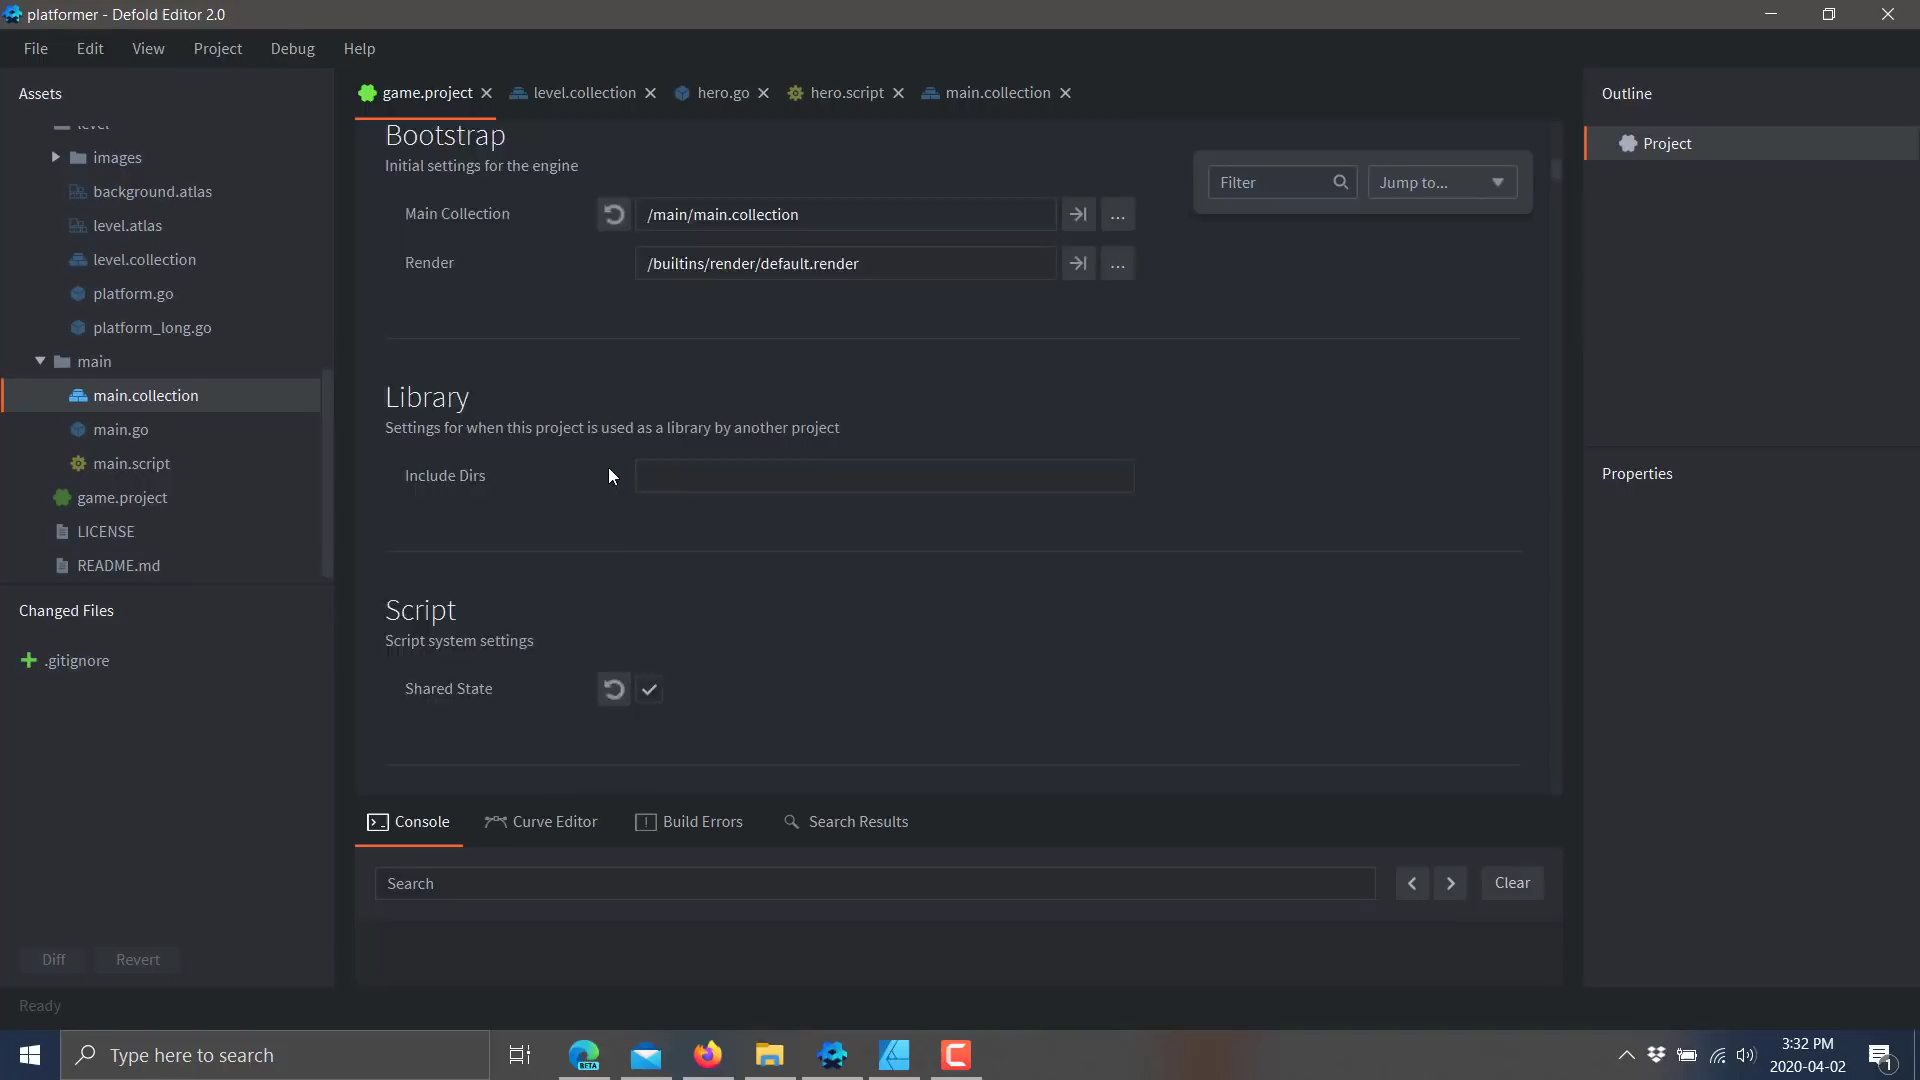 platformer - Defold Editor 2.0
File Edit View Project Debug Help
Assets
level
images
background.atlas
level.atlas
level.collection
platform.go
platform_long.go
main
main.collection
main.go
main.script
game.project
LICENSE
README.md
Changed Files
.gitignore
Diff Revert
Ready
game.project level.collection hero.go hero.script main.collection
Bootstrap
Initial settings for the engine
Filter Jump to...
Main Collection /main/main.collection ...
Render /builtins/render/default.render ...
Library
Settings for when this project is used as a library by another project
Include Dirs
Script
Script system settings
Shared State
Console Curve Editor Build Errors Search Results
Search Clear
Outline
Project
Properties
Type here to search
BETA
3:32 PM
2020-04-02
1